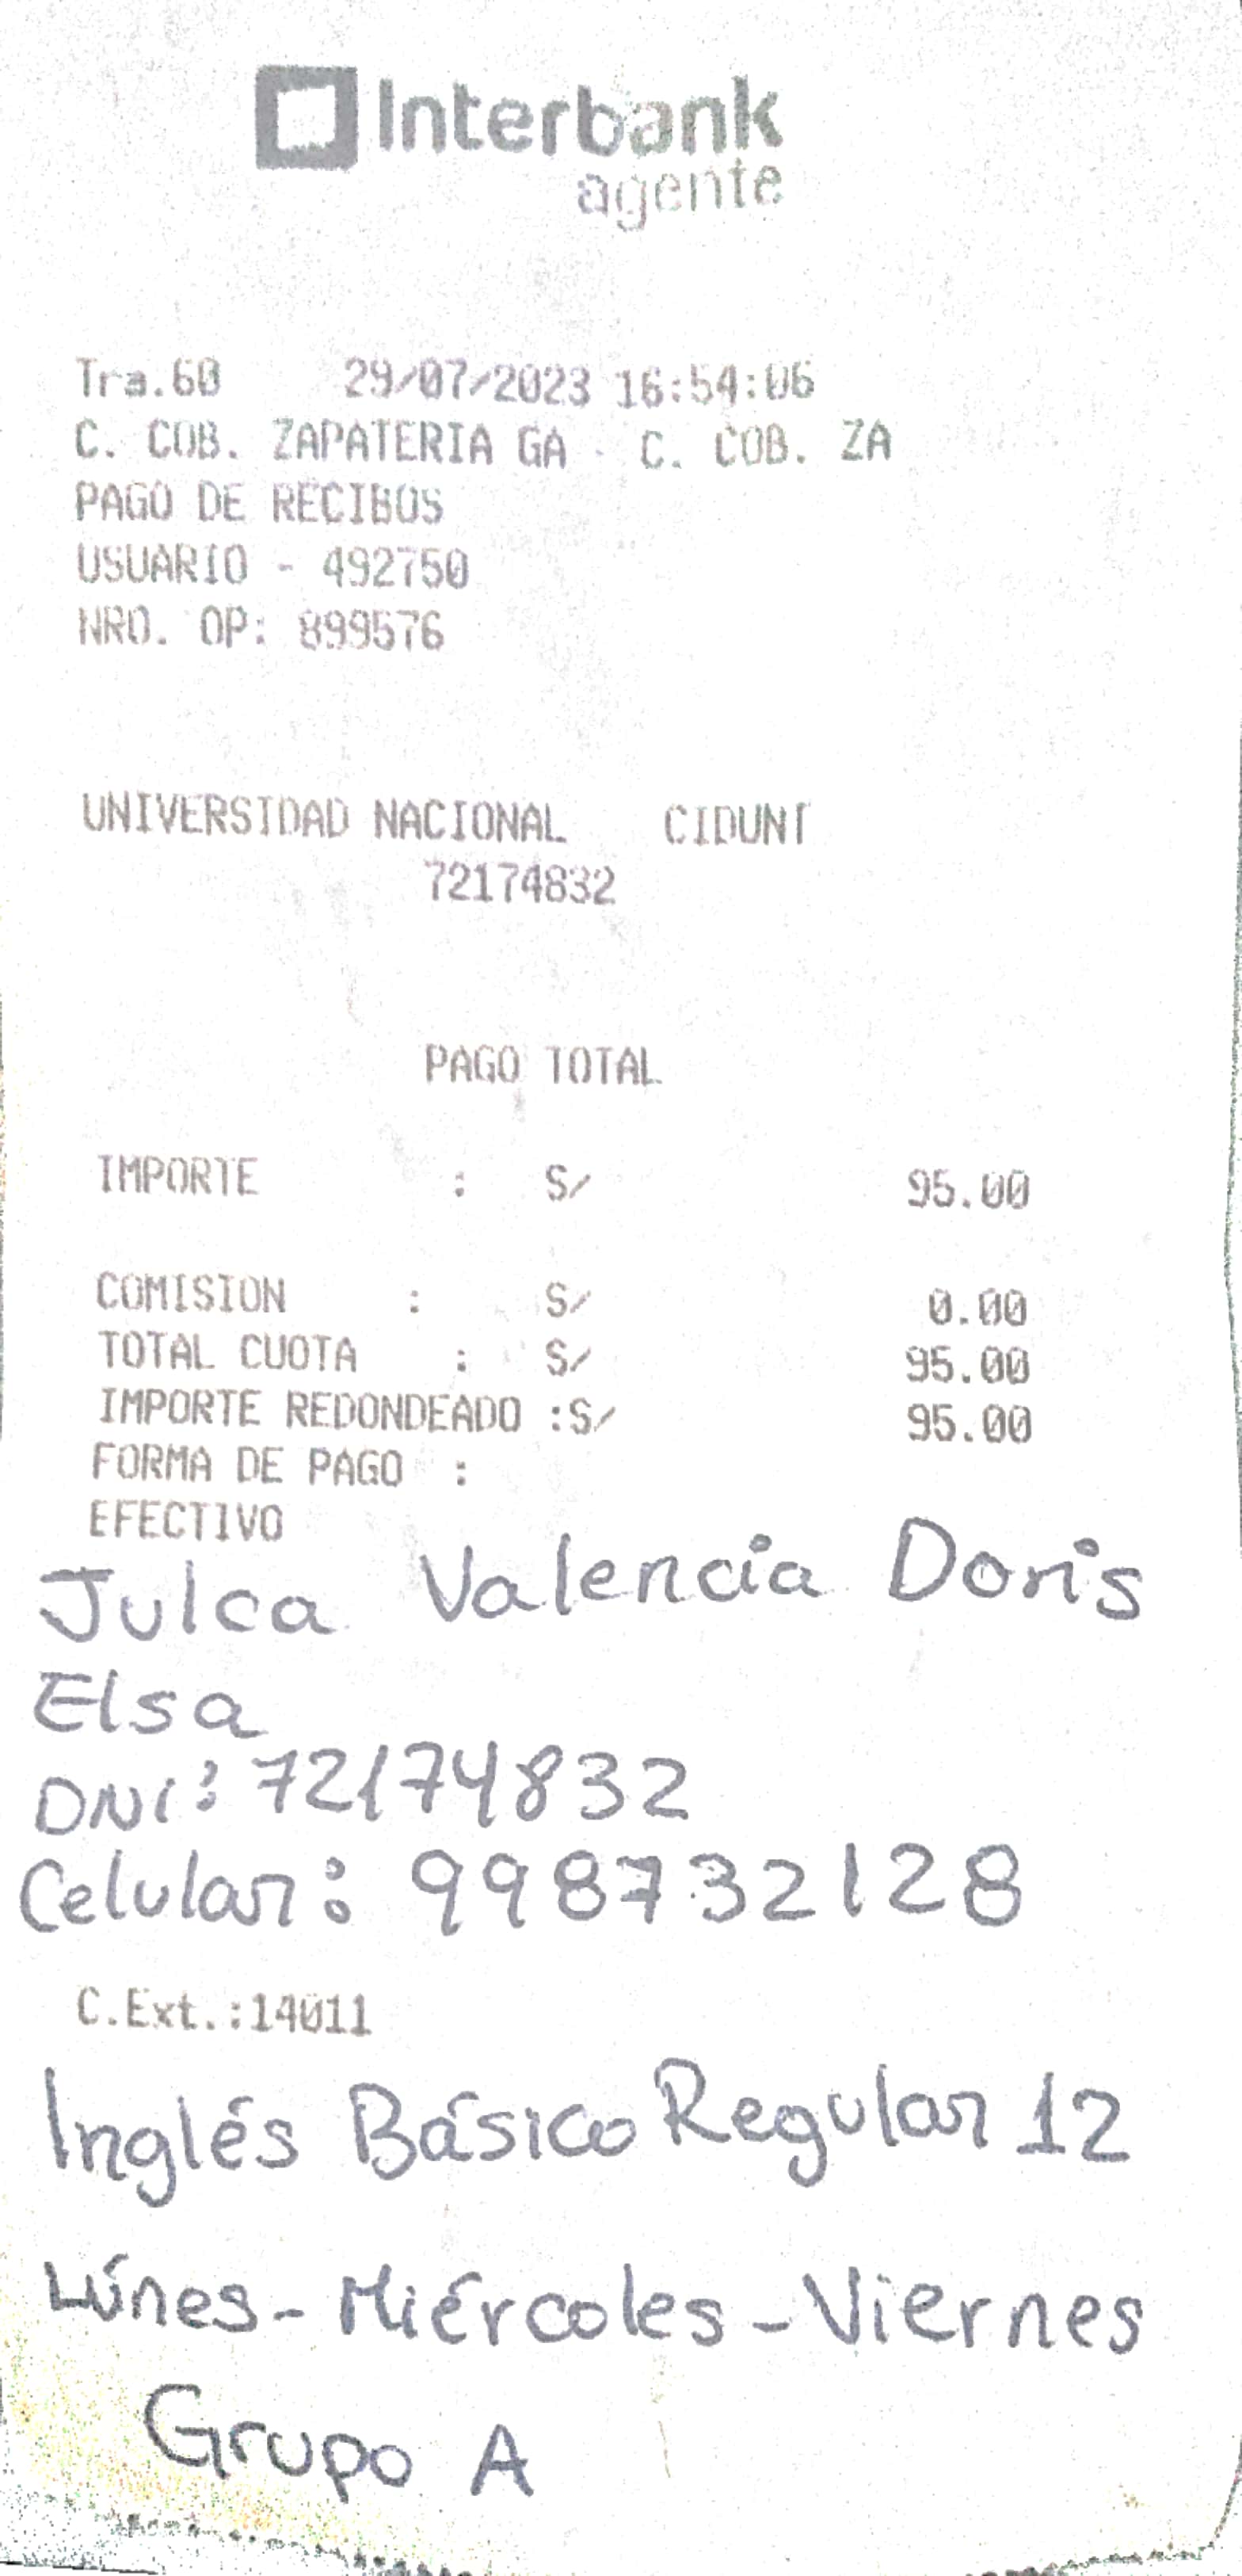 Interbank
agente
Tra.60 29/07/2023 16:54:06
C. COB. ZAPATERIA GA - C. COB. ZA
PAGO DE RECIBOS
USUARIO - 492750
NRO. OP: 899576
UNIVERSIDAD NACIONAL CIDUNT
72174832
PAGO TOTAL
IMPORTE : S/ 95.00
COMISION : S/ 0.00
TOTAL CUOTA : S/ 95.00
IMPORTE REDONDEADO :S/ 95.00
FORMA DE PAGO :
EFECTIVO
Julca Valencia Doris
Elsa
DNI: 72174832
Celular: 998732128
C.Ext.:14011
Inglés Básico Regular 12
Lúnes - Miércoles - Viernes
Grupo A